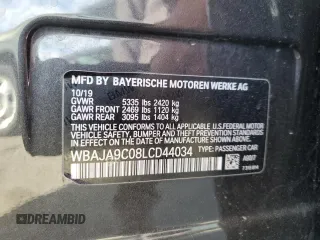 MFD BY BAYERISCHE MOTOREN WERKE AG
10/19
GVWR 5335 lbs 2420 kg
GAWR FRONT 2469 lbs 1120 kg
GAWR REAR 3095 lbs 1404 kg
THIS VEHICLE CONFORMS TO ALL APPLICABLE U.S. FEDERAL MOTOR
VEHICLE SAFETY, BUMPER, AND THEFT PREVENTION STANDARDS
IN EFFECT ON THE DATE OF MANUFACTURE SHOWN ABOVE.
WBAJA9C08LCD44034
TYPE: PASSENGER CAR
©AUTOBIDMASTER